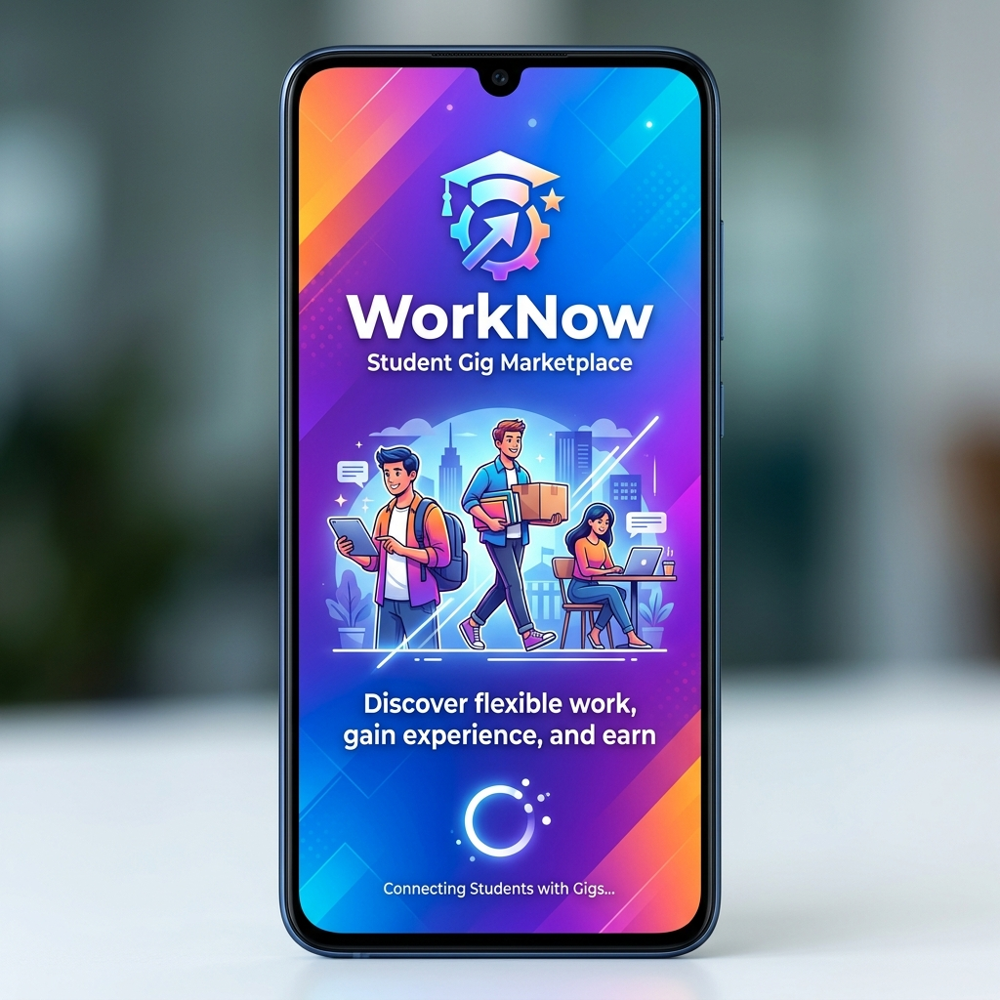 WorkNow
Student Gig Marketplace
Discover flexible work,
gain experience, and earn
Connecting Students with Gigs...